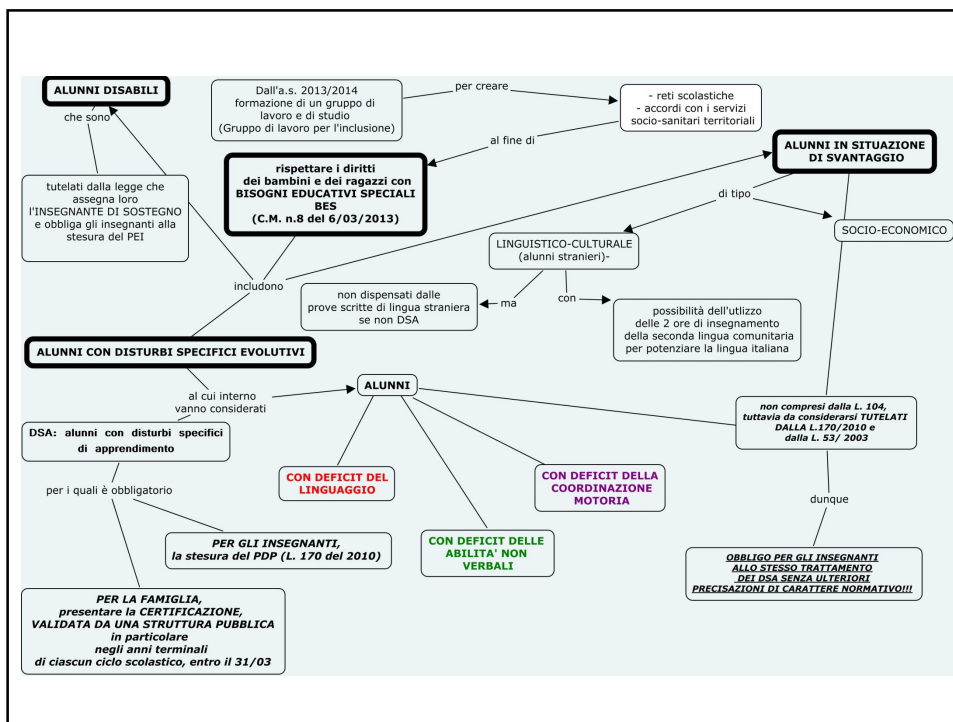 ALUNNI DISABILI
che sono
tutelati dalla legge che
assegna loro
l'INSEGNANTE DI SOSTEGNO
e obbliga gli insegnanti alla
stesura del PEI
Dall'a.s. 2013/2014
formazione di un gruppo di
lavoro e di studio
(Gruppo di lavoro per l'inclusione)
per creare
- reti scolastiche
- accordi con i servizi
socio-sanitari territoriali
al fine di
rispettare i diritti
dei bambini e dei ragazzi con
BISOGNI EDUCATIVI SPECIALI
BES
(C.M. n.8 del 6/03/2013)
includono
ALUNNI IN SITUAZIONE
DI SVANTAGGIO
di tipo
SOCIO-ECONOMICO
LINGUISTICO-CULTURALE
(alunni stranieri)-
ma
non dispensati dalle
prove scritte di lingua straniera
se non DSA
con
possibilità dell'utlizzo
delle 2 ore di insegnamento
della seconda lingua comunitaria
per potenziare la lingua italiana
ALUNNI CON DISTURBI SPECIFICI EVOLUTIVI
al cui interno
vanno considerati
ALUNNI
DSA: alunni con disturbi specifici
di apprendimento
per i quali è obbligatorio
PER GLI INSEGNANTI,
la stesura del PDP (L. 170 del 2010)
PER LA FAMIGLIA,
presentare la CERTIFICAZIONE,
VALIDATA DA UNA STRUTTURA PUBBLICA
in particolare
negli anni terminali
di ciascun ciclo scolastico, entro il 31/03
CON DEFICIT DEL
LINGUAGGIO
CON DEFICIT DELLE
ABILITA' NON
VERBALI
CON DEFICIT DELLA
COORDINAZIONE
MOTORIA
non compresi dalla L. 104,
tuttavia da considerarsi TUTELATI
DALLA L.170/2010 e
dalla L. 53/ 2003
dunque
OBBLIGO PER GLI INSEGNANTI
ALLO STESSO TRATTAMENTO
DEI DSA SENZA ULTERIORI
PRECISAZIONI DI CARATTERE NORMATIVO!!!